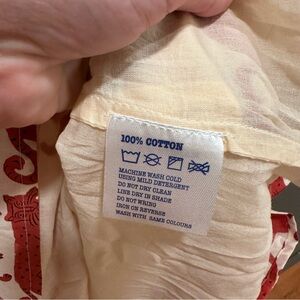 100% COTTON
MACHINE WASH COLD
USING MILD DETERGENT
DO NOT DRY CLEAN
LINE DRY IN SHADE
DO NOT WRING
IRON ON REVERSE
WASH WITH SAME COLOURS